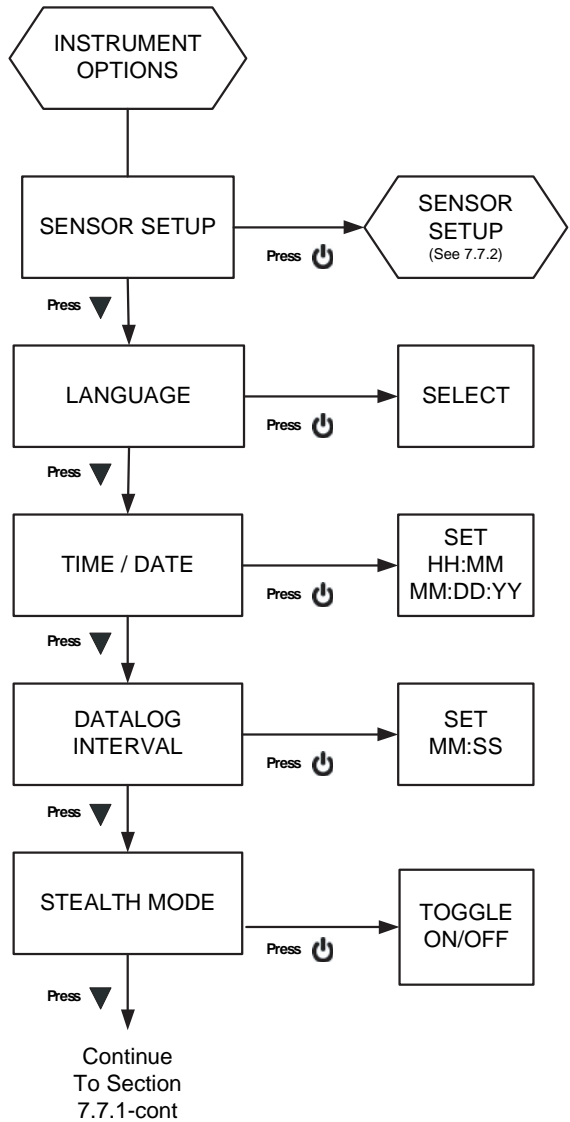 INSTRUMENT
OPTIONS
SENSOR SETUP
Press
SENSOR
SETUP
(See 7.7.2)
Press
LANGUAGE
Press
SELECT
Press
TIME / DATE
Press
SET
HH:MM
MM:DD:YY
Press
DATALOG
INTERVAL
Press
SET
MM:SS
Press
STEALTH MODE
Press
TOGGLE
ON/OFF
Press
Continue
To Section
7.7.1-cont